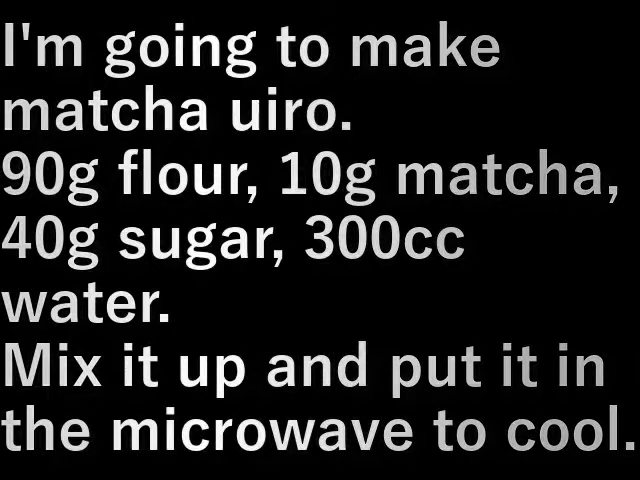 I'm going to make
matcha uiro.
90g flour, 10g matcha,
40g sugar, 300cc
water.
Mix it up and put it in
the microwave to cool.